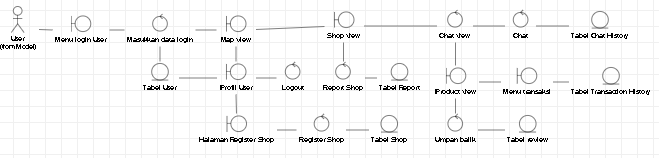 User
(from Model)
Menu login User
Masukkan data login
Map view
Shop view
Chat view
Chat
Tabel Chat History
Tabel User
Profil User
Logout
Report Shop
Tabel Report
Product view
Menu transaksi
Tabel Transaction History
Halaman Register Shop
Register Shop
Tabel Shop
Umpan balik
Tabel review